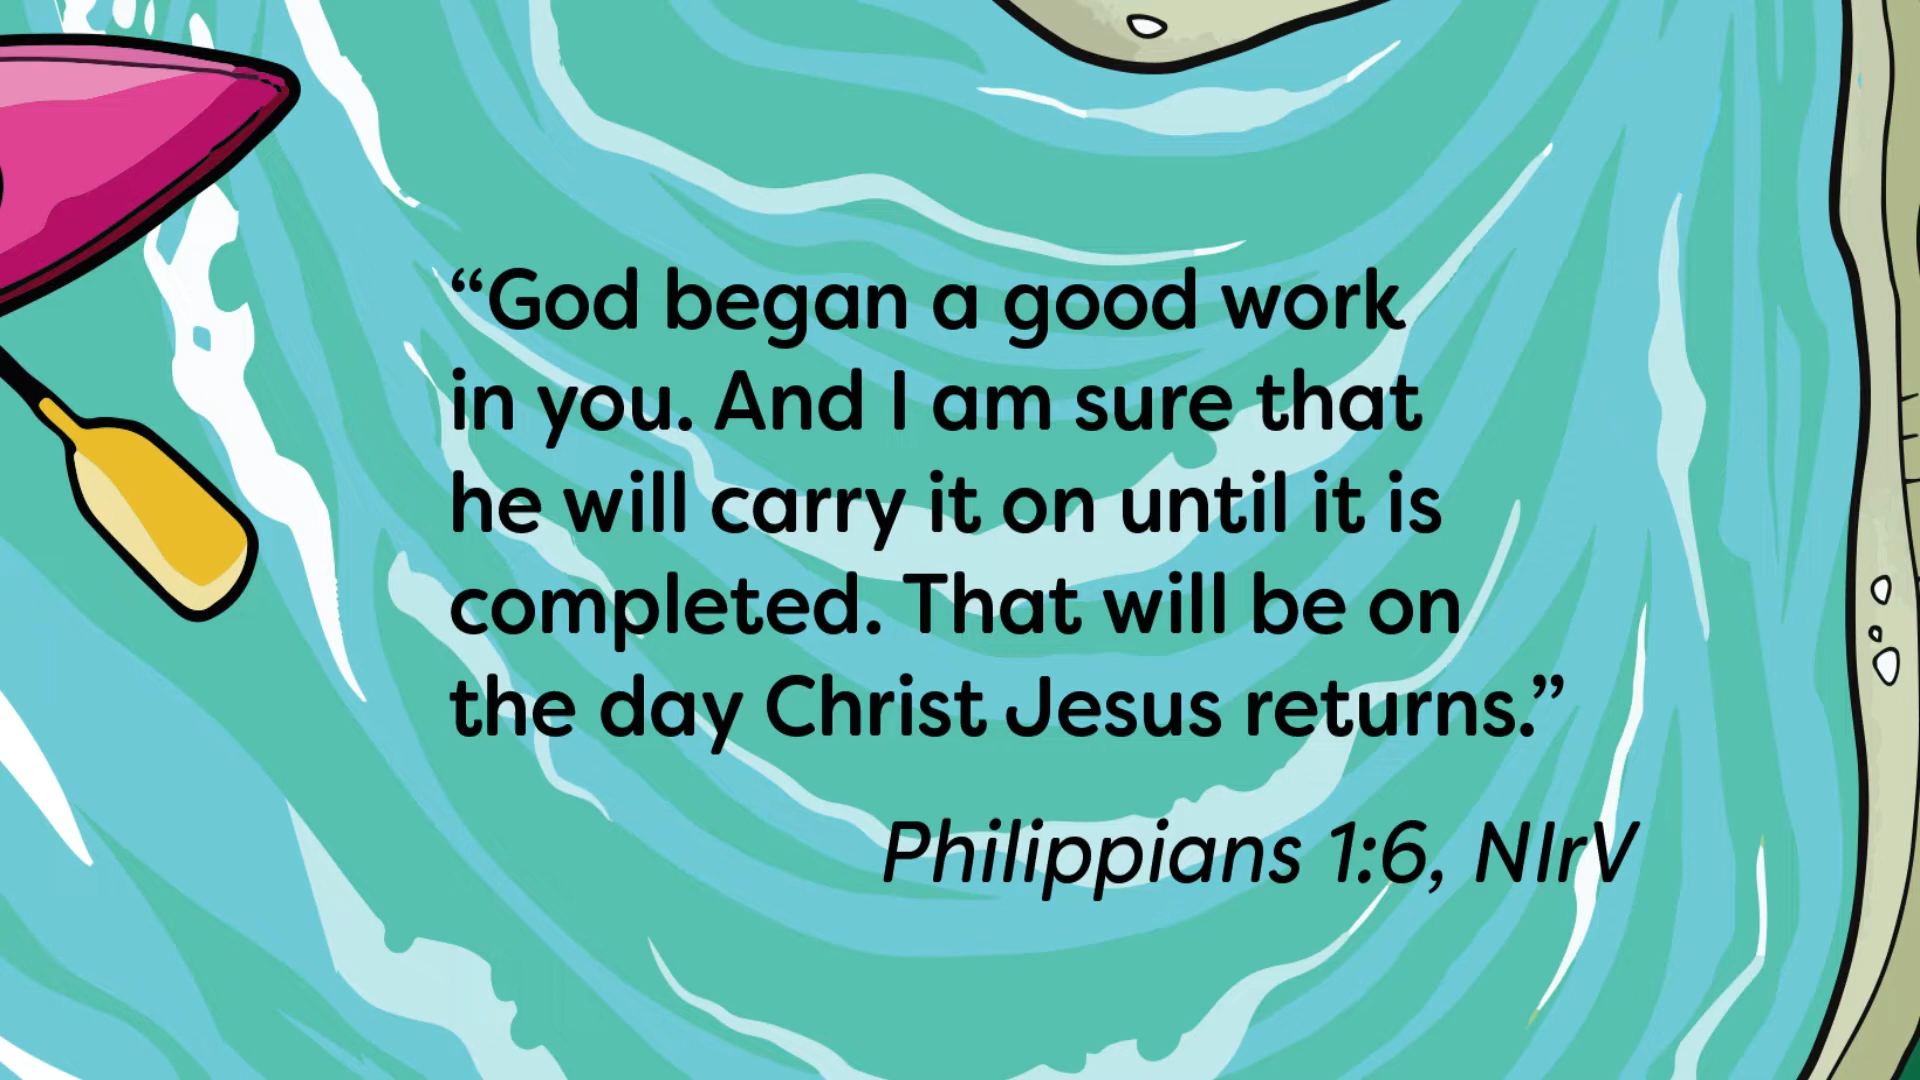 “God began a good work
in you. And I am sure that
he will carry it on until it is
completed. That will be on
the day Christ Jesus returns.”
Philippians 1:6, NIrV